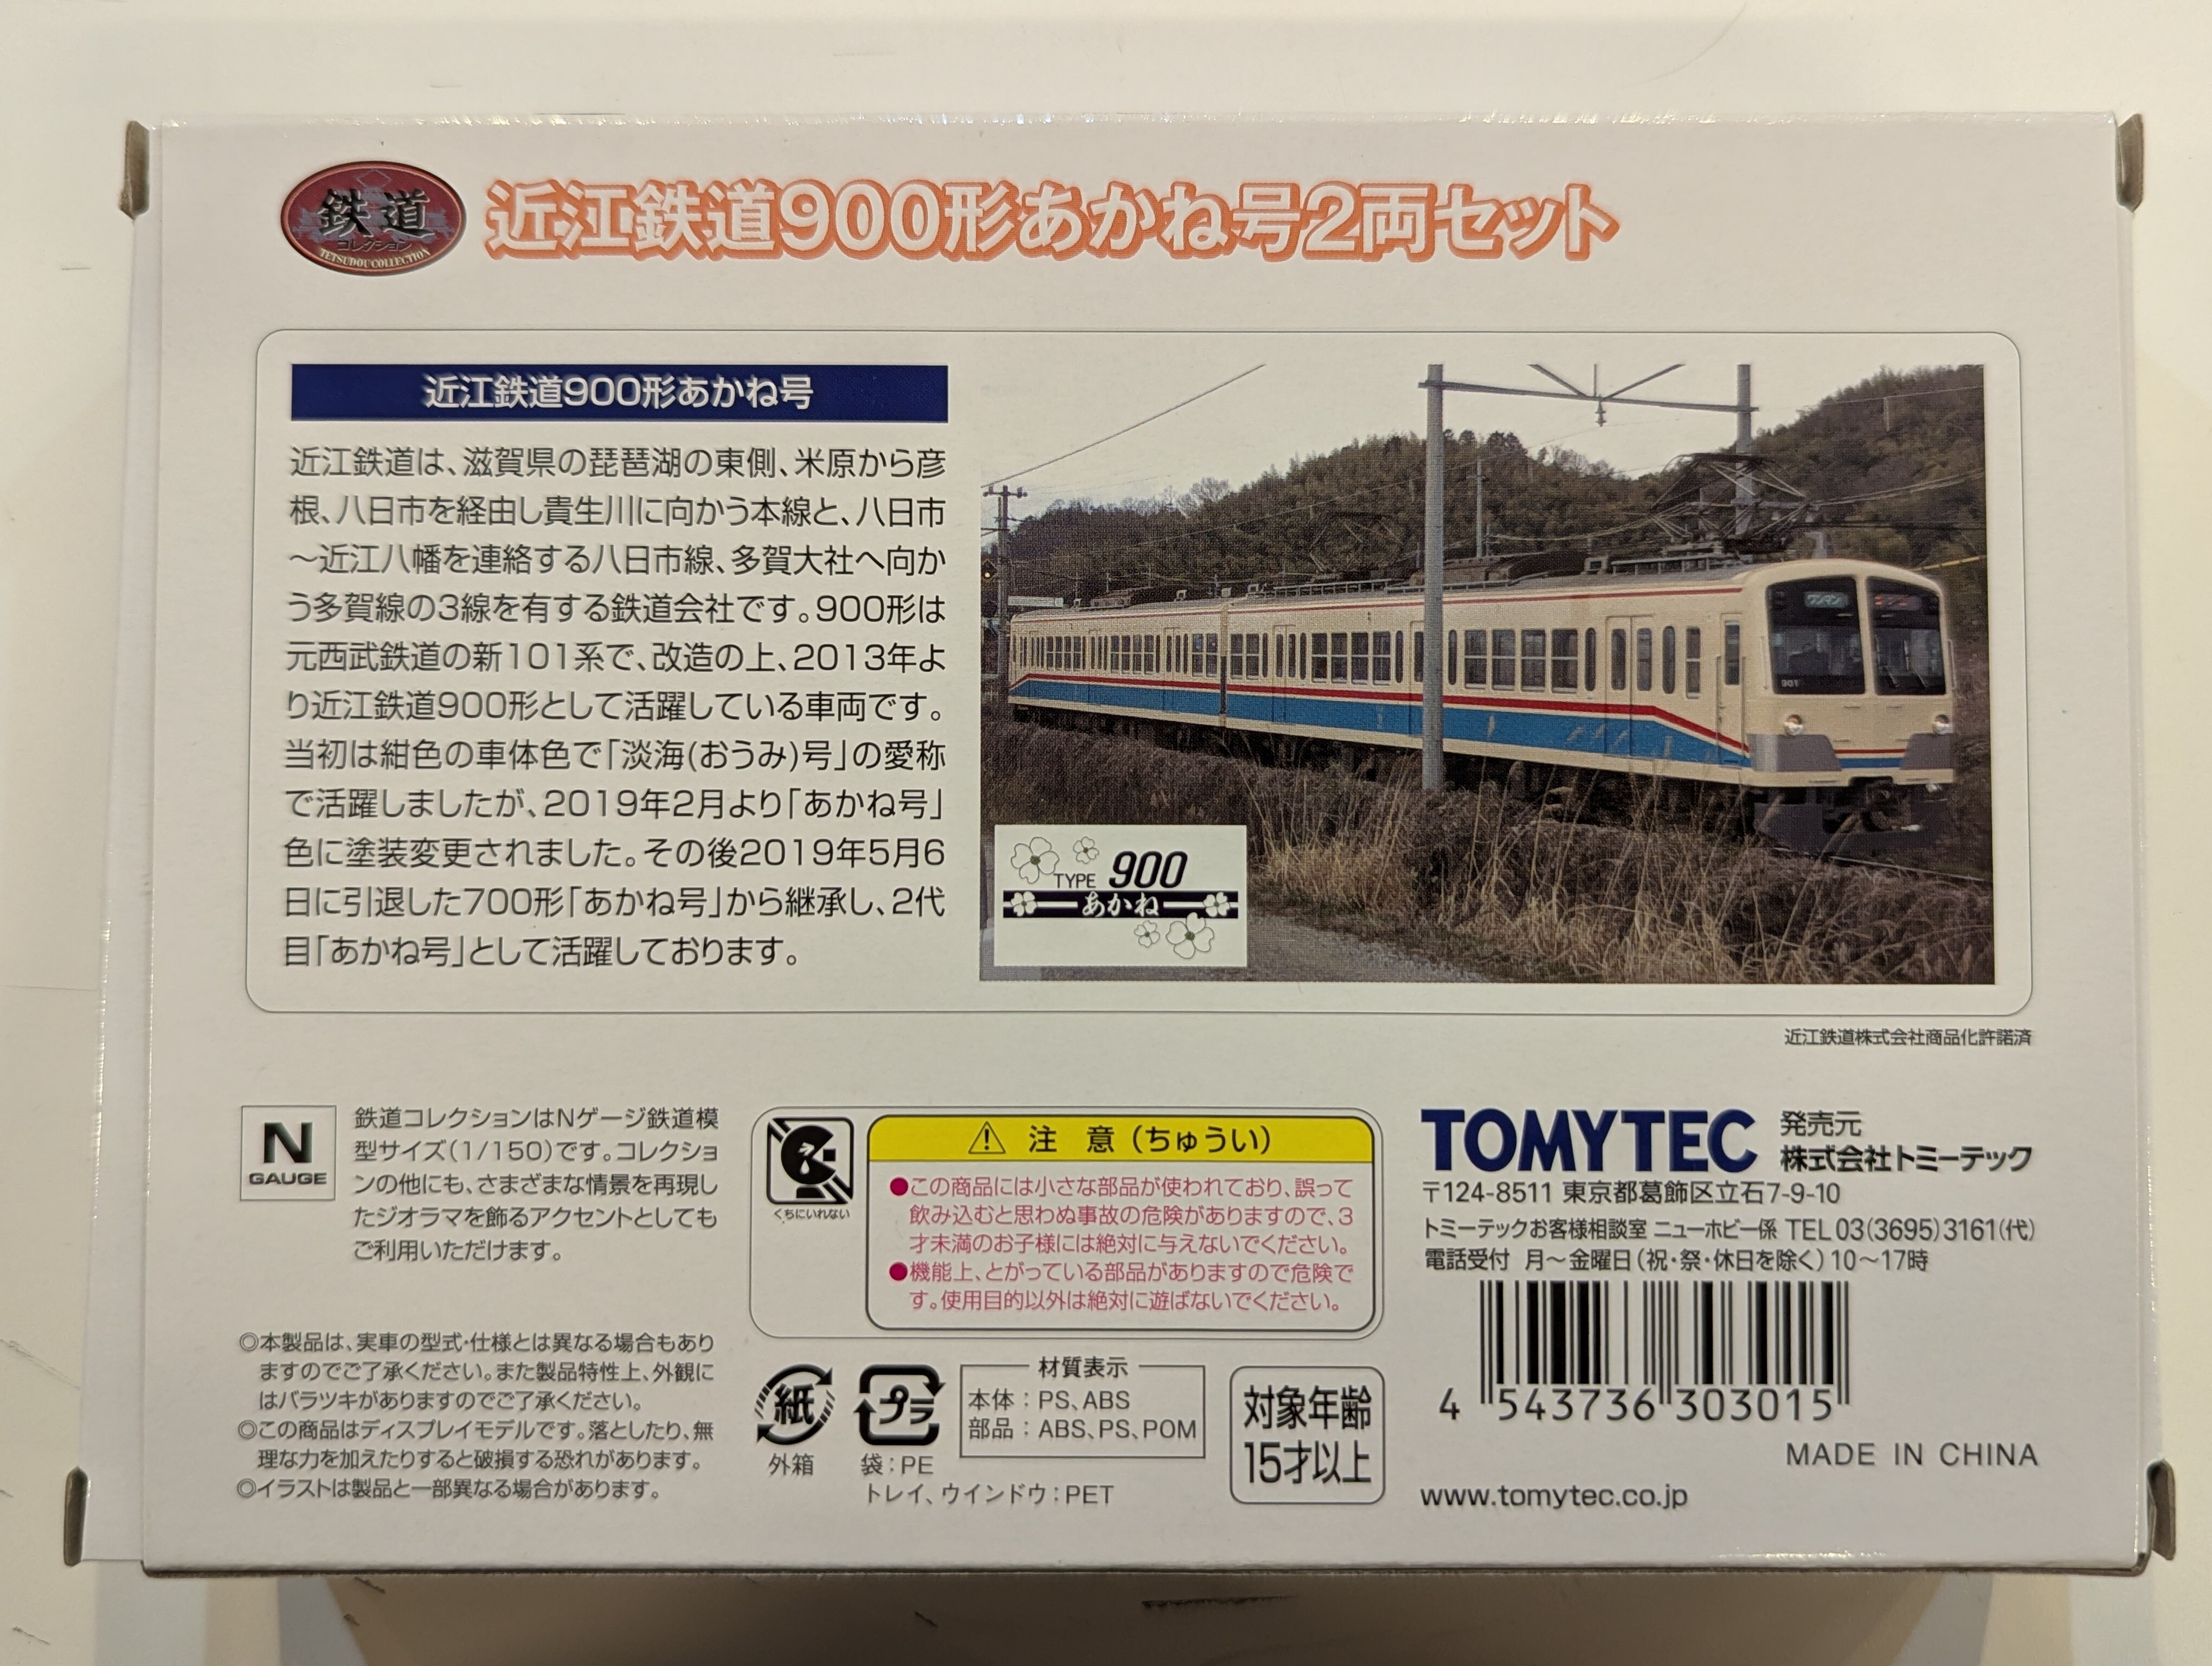 鉄道
コレクション
TETSUDOU COLLECTION
近江鉄道900形あかね号2両セット
近江鉄道900形あかね号
近江鉄道は、滋賀県の琵琶湖の東側、米原から彦
根、八日市を経由し貴生川に向かう本線と、八日市
～近江八幡を連絡する八日市線、多賀大社へ向か
う多賀線の3線を有する鉄道会社です。900形は
元西武鉄道の新101系で、改造の上、2013年よ
り近江鉄道900形として活躍している車両です。
当初は紺色の車体色で「淡海(おうみ)号」の愛称
で活躍しましたが、2019年2月より「あかね号」
色に塗装変更されました。その後2019年5月6
日に引退した700形「あかね号」から継承し、2代
目「あかね号」として活躍しております。
ワンマン
901
TYPE 900
あかね
近江鉄道株式会社商品化許諾済
N
GAUGE
鉄道コレクションはNゲージ鉄道模
型サイズ(1/150)です。コレクショ
ンの他にも、さまざまな情景を再現し
たジオラマを飾るアクセントとしても
ご利用いただけます。
◎本製品は、実車の型式・仕様とは異なる場合もあり
ますのでご了承ください。また製品特性上、外観に
はバラツキがありますのでご了承ください。
◎この商品はディスプレイモデルです。落としたり、無
理な力を加えたりすると破損する恐れがあります。
◎イラストは製品と一部異なる場合があります。
くちにいれない
注 意（ちゅうい）
●この商品には小さな部品が使われており、誤って
飲み込むと思わぬ事故の危険がありますので、3
才未満のお子様には絶対に与えないでください。
●機能上、とがっている部品がありますので危険で
す。使用目的以外は絶対に遊ばないでください。
紙
外箱
プラ
袋：PE
トレイ、ウインドウ：PET
材質表示
本体：PS、ABS
部品：ABS、PS、POM
対象年齢
15才以上
TOMYTEC
発売元
株式会社トミーテック
〒124-8511 東京都葛飾区立石7-9-10
トミーテックお客様相談室 ニューホビー係 TEL 03(3695)3161(代)
電話受付 月～金曜日（祝・祭・休日を除く）10～17時
4 543736 303015
MADE IN CHINA
www.tomytec.co.jp